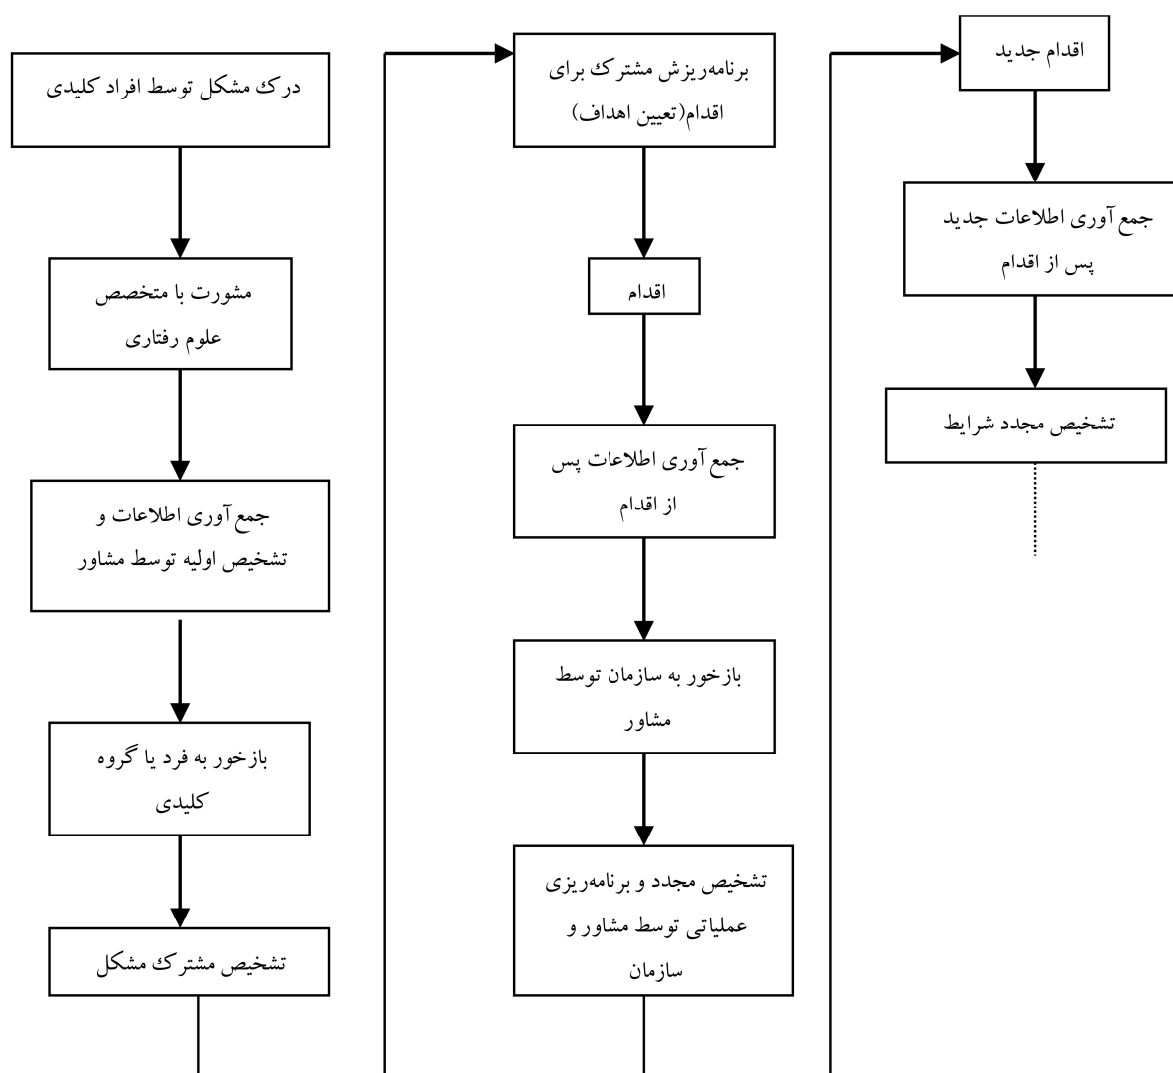 درک مشکل توسط افراد کلیدی
مشورت با متخصص
علوم رفتاری
جمع‌آوری اطلاعات و
تشخیص اولیه توسط مشاور
بازخور به فرد یا گروه
کلیدی
تشخیص مشترک مشکل
برنامه‌ریزش مشترک برای
اقدام(تعیین اهداف)
اقدام
جمع‌آوری اطلاعات پس
از اقدام
بازخور به سازمان توسط
مشاور
تشخیص مجدد و برنامه‌ریزی
عملیاتی توسط مشاور و
سازمان
اقدام جدید
جمع‌آوری اطلاعات جدید
پس از اقدام
تشخیص مجدد شرایط